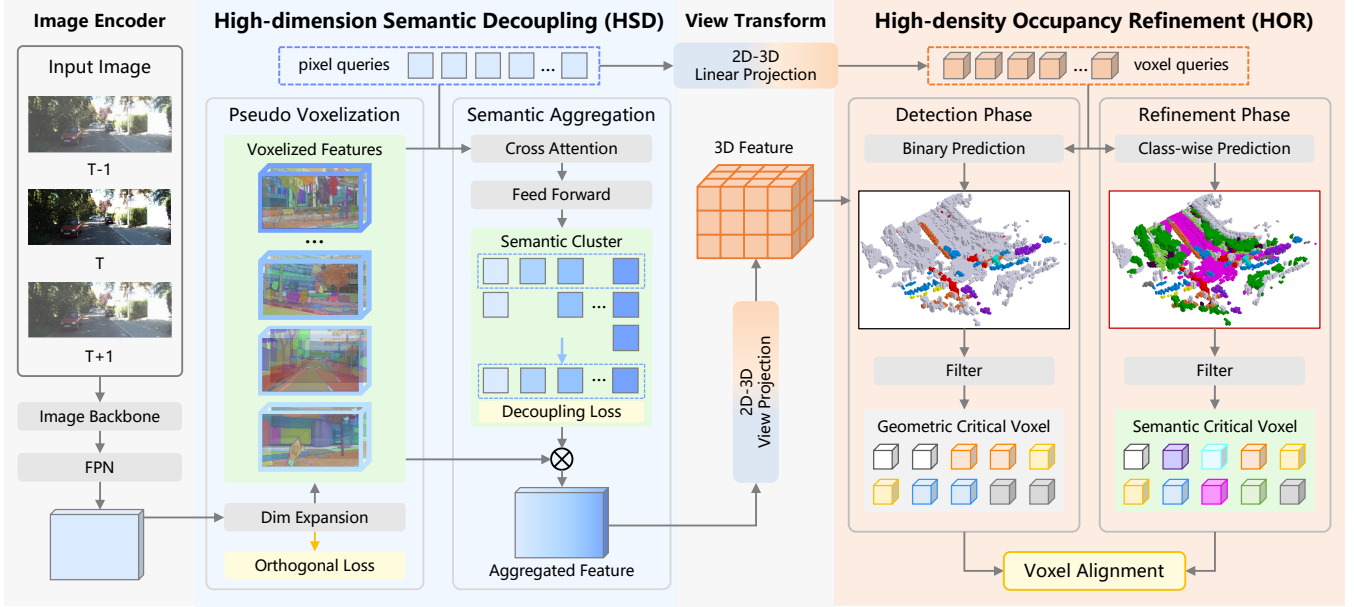 Image Encoder
Input Image
T-1
T
T+1
Image Backbone
FPN
High-dimension Semantic Decoupling (HSD)
pixel queries
...
Pseudo Voxelization
Voxelized Features
...
Dim Expansion
Orthogonal Loss
Semantic Aggregation
Cross Attention
Feed Forward
Semantic Cluster
...
...
Decoupling Loss
Aggregated Feature
View Transform
2D-3D
Linear Projection
3D Feature
2D-3D
View Projection
High-density Occupancy Refinement (HOR)
...
voxel queries
Detection Phase
Binary Prediction
Filter
Geometric Critical Voxel
Refinement Phase
Class-wise Prediction
Filter
Semantic Critical Voxel
Voxel Alignment